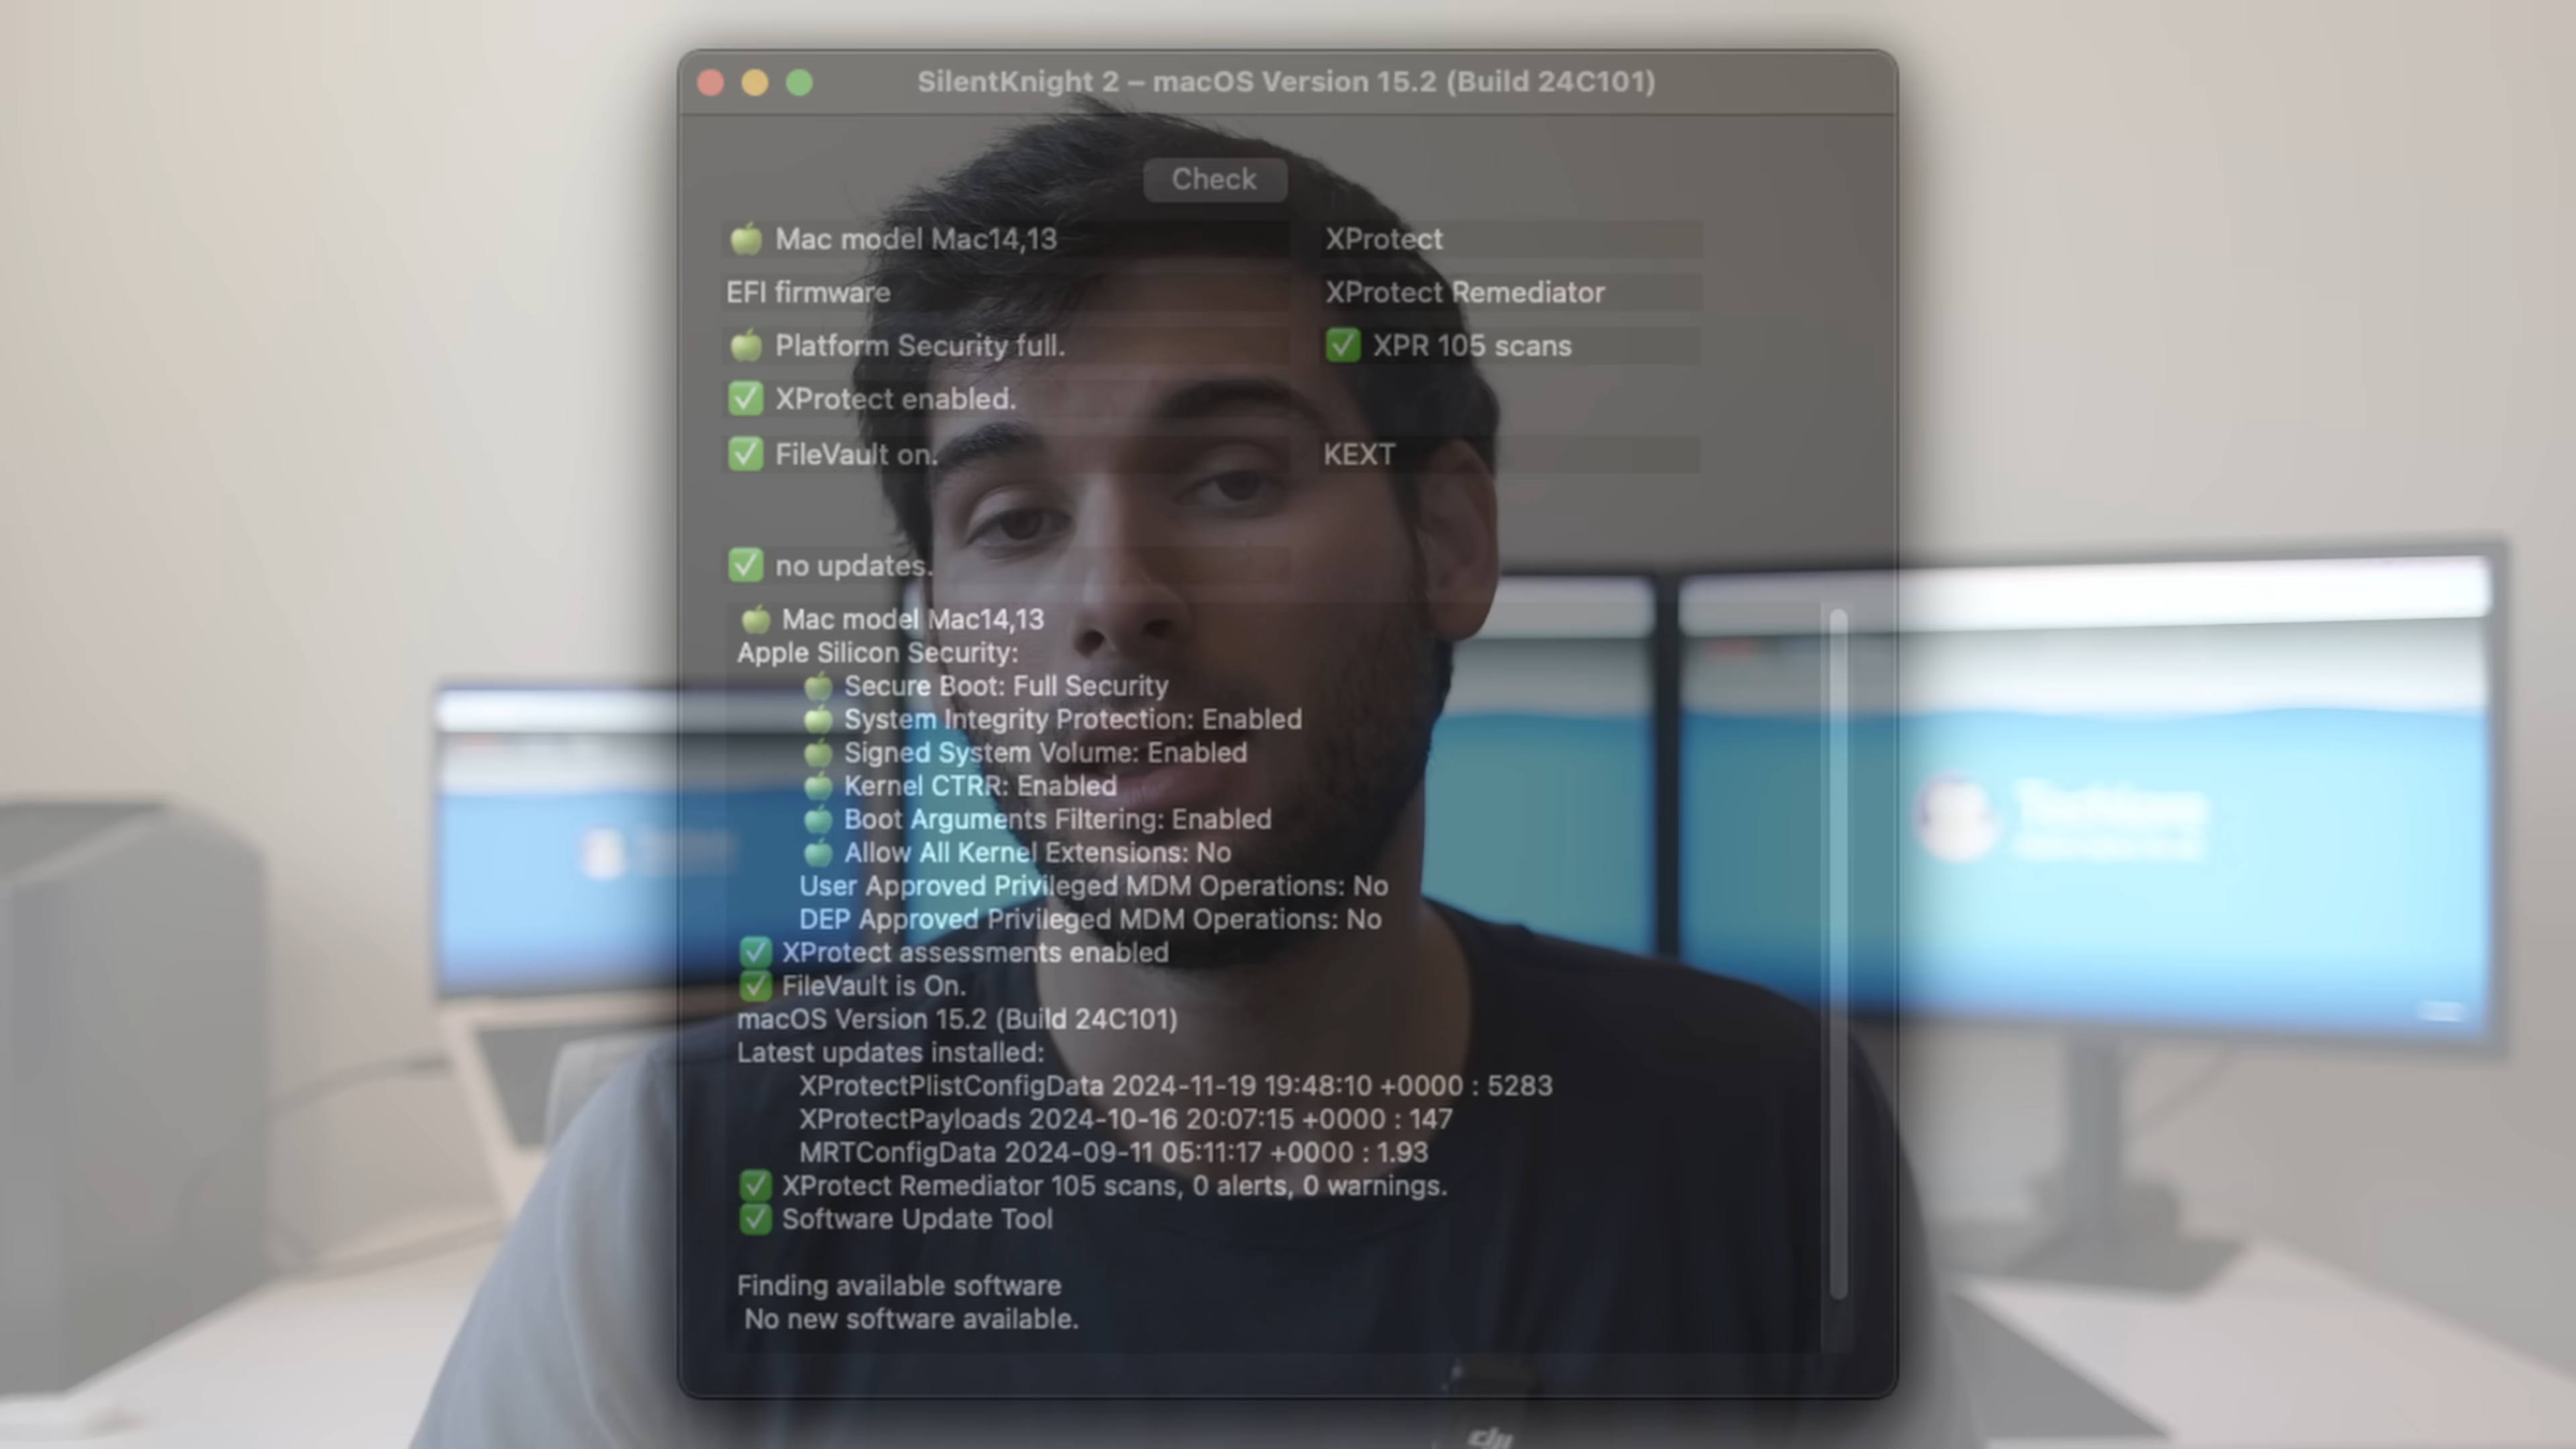 SilentKnight 2 – macOS Version 15.2 (Build 24C101)
Check
🍏 Mac model Mac14,13
XProtect
EFI firmware
XProtect Remediator
🍏 Platform Security full.
✅ XPR 105 scans
✅ XProtect enabled.
✅ FileVault on.
KEXT
✅ no updates.
🍏 Mac model Mac14,13
Apple Silicon Security:
🍏 Secure Boot: Full Security
🍏 System Integrity Protection: Enabled
🍏 Signed System Volume: Enabled
🍏 Kernel CTRR: Enabled
🍏 Boot Arguments Filtering: Enabled
🍏 Allow All Kernel Extensions: No
User Approved Privileged MDM Operations: No
DEP Approved Privileged MDM Operations: No
✅ XProtect assessments enabled
✅ FileVault is On.
macOS Version 15.2 (Build 24C101)
Latest updates installed:
XProtectPlistConfigData 2024-11-19 19:48:10 +0000 : 5283
XProtectPayloads 2024-10-16 20:07:15 +0000 : 147
MRTConfigData 2024-09-11 05:11:17 +0000 : 1.93
✅ XProtect Remediator 105 scans, 0 alerts, 0 warnings.
✅ Software Update Tool
Finding available software
No new software available.
dji